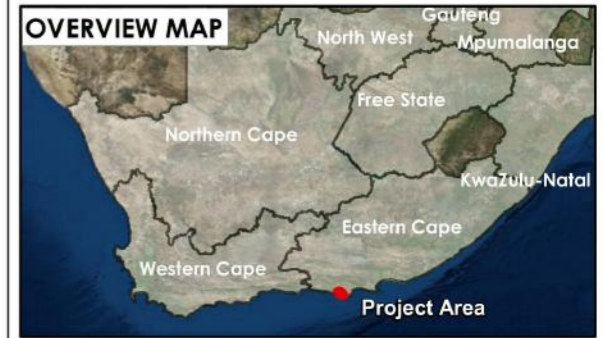 OVERVIEW MAP
Gauteng
North West
Mpumalanga
Free State
Northern Cape
KwaZulu-Natal
Eastern Cape
Western Cape
Project Area